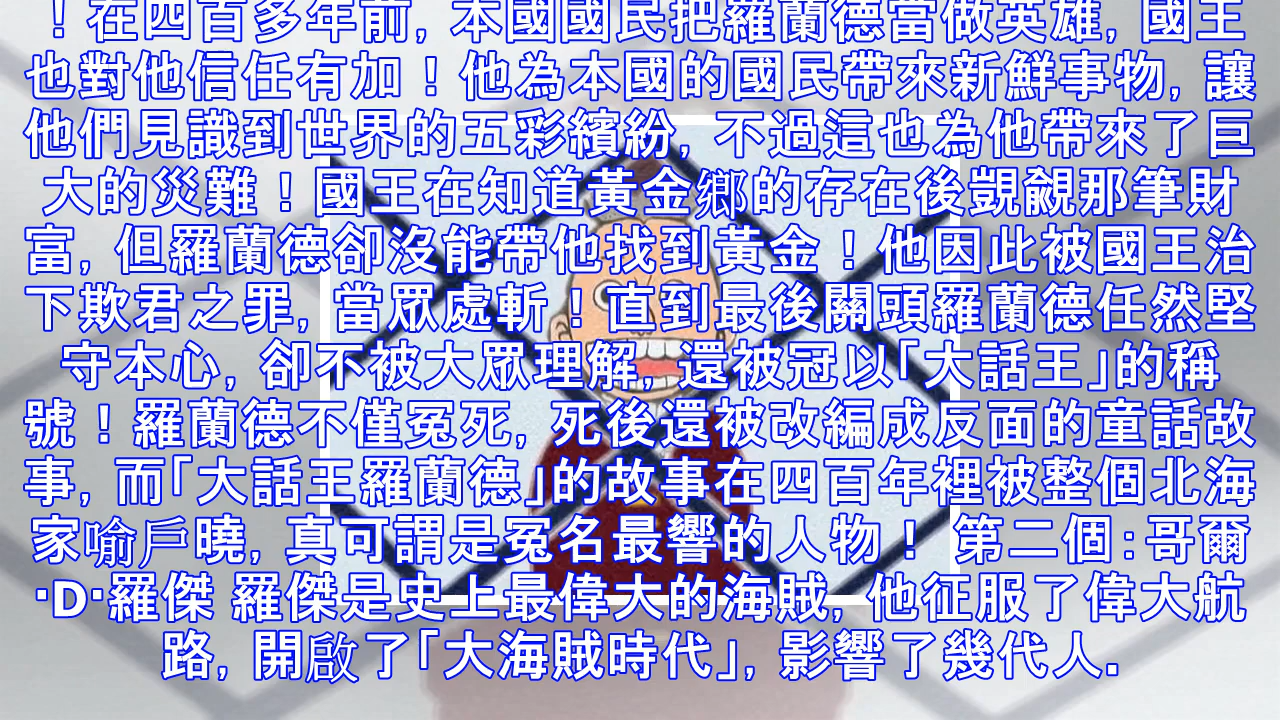 ！在四百多年前, 本國國民把羅蘭德當做英雄, 國王
也對他信任有加！他為本國的國民帶來新鮮事物, 讓
他們見識到世界的五彩繽紛, 不過這也為他帶來了巨
大的災難！國王在知道黃金鄉的存在後覬覦那筆財
富, 但羅蘭德卻沒能帶他找到黃金！他因此被國王治
下欺君之罪, 當眾處斬！直到最後關頭羅蘭德任然堅
守本心, 卻不被大眾理解, 還被冠以「大話王」的稱
號！羅蘭德不僅冤死, 死後還被改編成反面的童話故
事, 而「大話王羅蘭德」的故事在四百年裡被整個北海
家喻戶曉, 真可謂是冤名最響的人物！ 第二個:哥爾
·D·羅傑 羅傑是史上最偉大的海賊, 他征服了偉大航
路, 開啟了「大海賊時代」, 影響了幾代人.